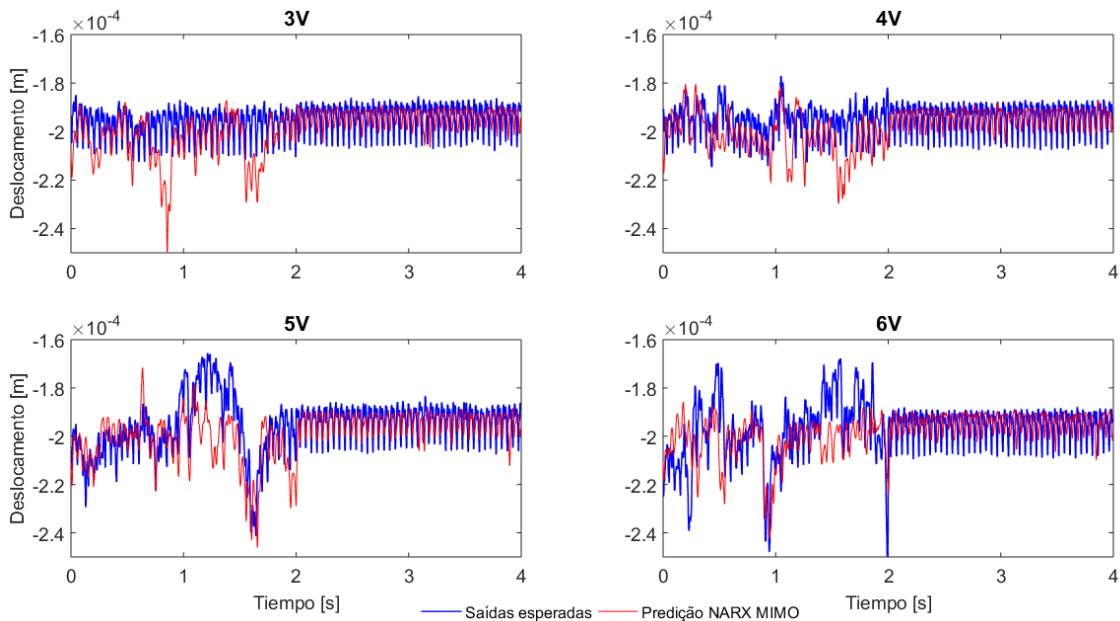 3V
4V
×10⁻⁴
×10⁻⁴
-1.6
-1.8
-2
-2.2
-2.4
Deslocamento [m]
0 1 2 3 4
-1.6
-1.8
-2
-2.2
-2.4
0 1 2 3 4
5V
6V
×10⁻⁴
×10⁻⁴
-1.6
-1.8
-2
-2.2
-2.4
Deslocamento [m]
0 1 2 3 4
Tiempo [s]
-1.6
-1.8
-2
-2.2
-2.4
0 1 2 3 4
Tiempo [s]
Saídas esperadas Predição NARX MIMO